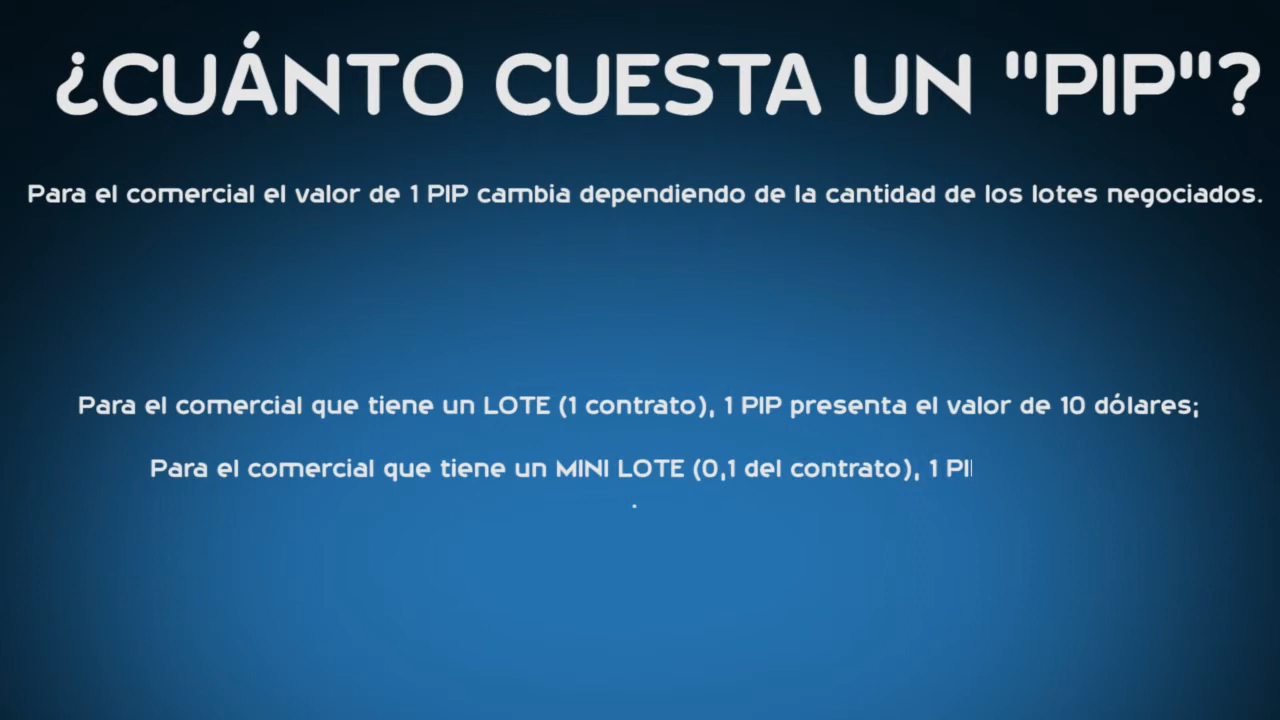 ¿CUÁNTO CUESTA UN "PIP"?
Para el comercial el valor de 1 PIP cambia dependiendo de la cantidad de los lotes negociados.
Para el comercial que tiene un LOTE (1 contrato), 1 PIP presenta el valor de 10 dólares;
Para el comercial que tiene un MINI LOTE (0,1 del contrato), 1
.